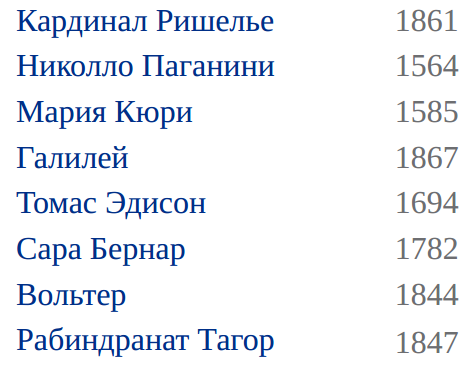 Кардинал Ришелье 1861
Николло Паганини 1564
Мария Кюри 1585
Галилей 1867
Томас Эдисон 1694
Сара Бернар 1782
Вольтер 1844
Рабиндранат Тагор 1847